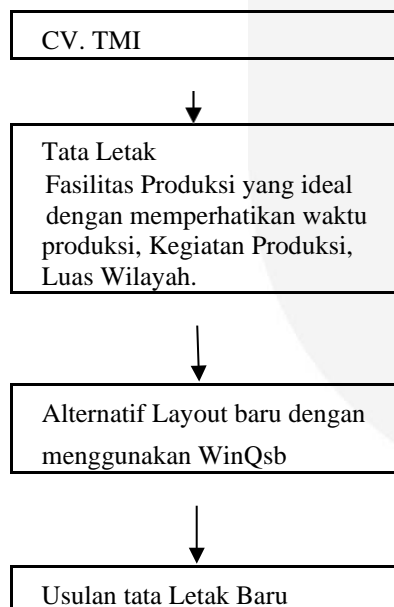 CV. TMI
Tata Letak
Fasilitas Produksi yang ideal
dengan memperhatikan waktu
produksi, Kegiatan Produksi,
Luas Wilayah.
Alternatif Layout baru dengan
menggunakan WinQsb
Usulan tata Letak Baru